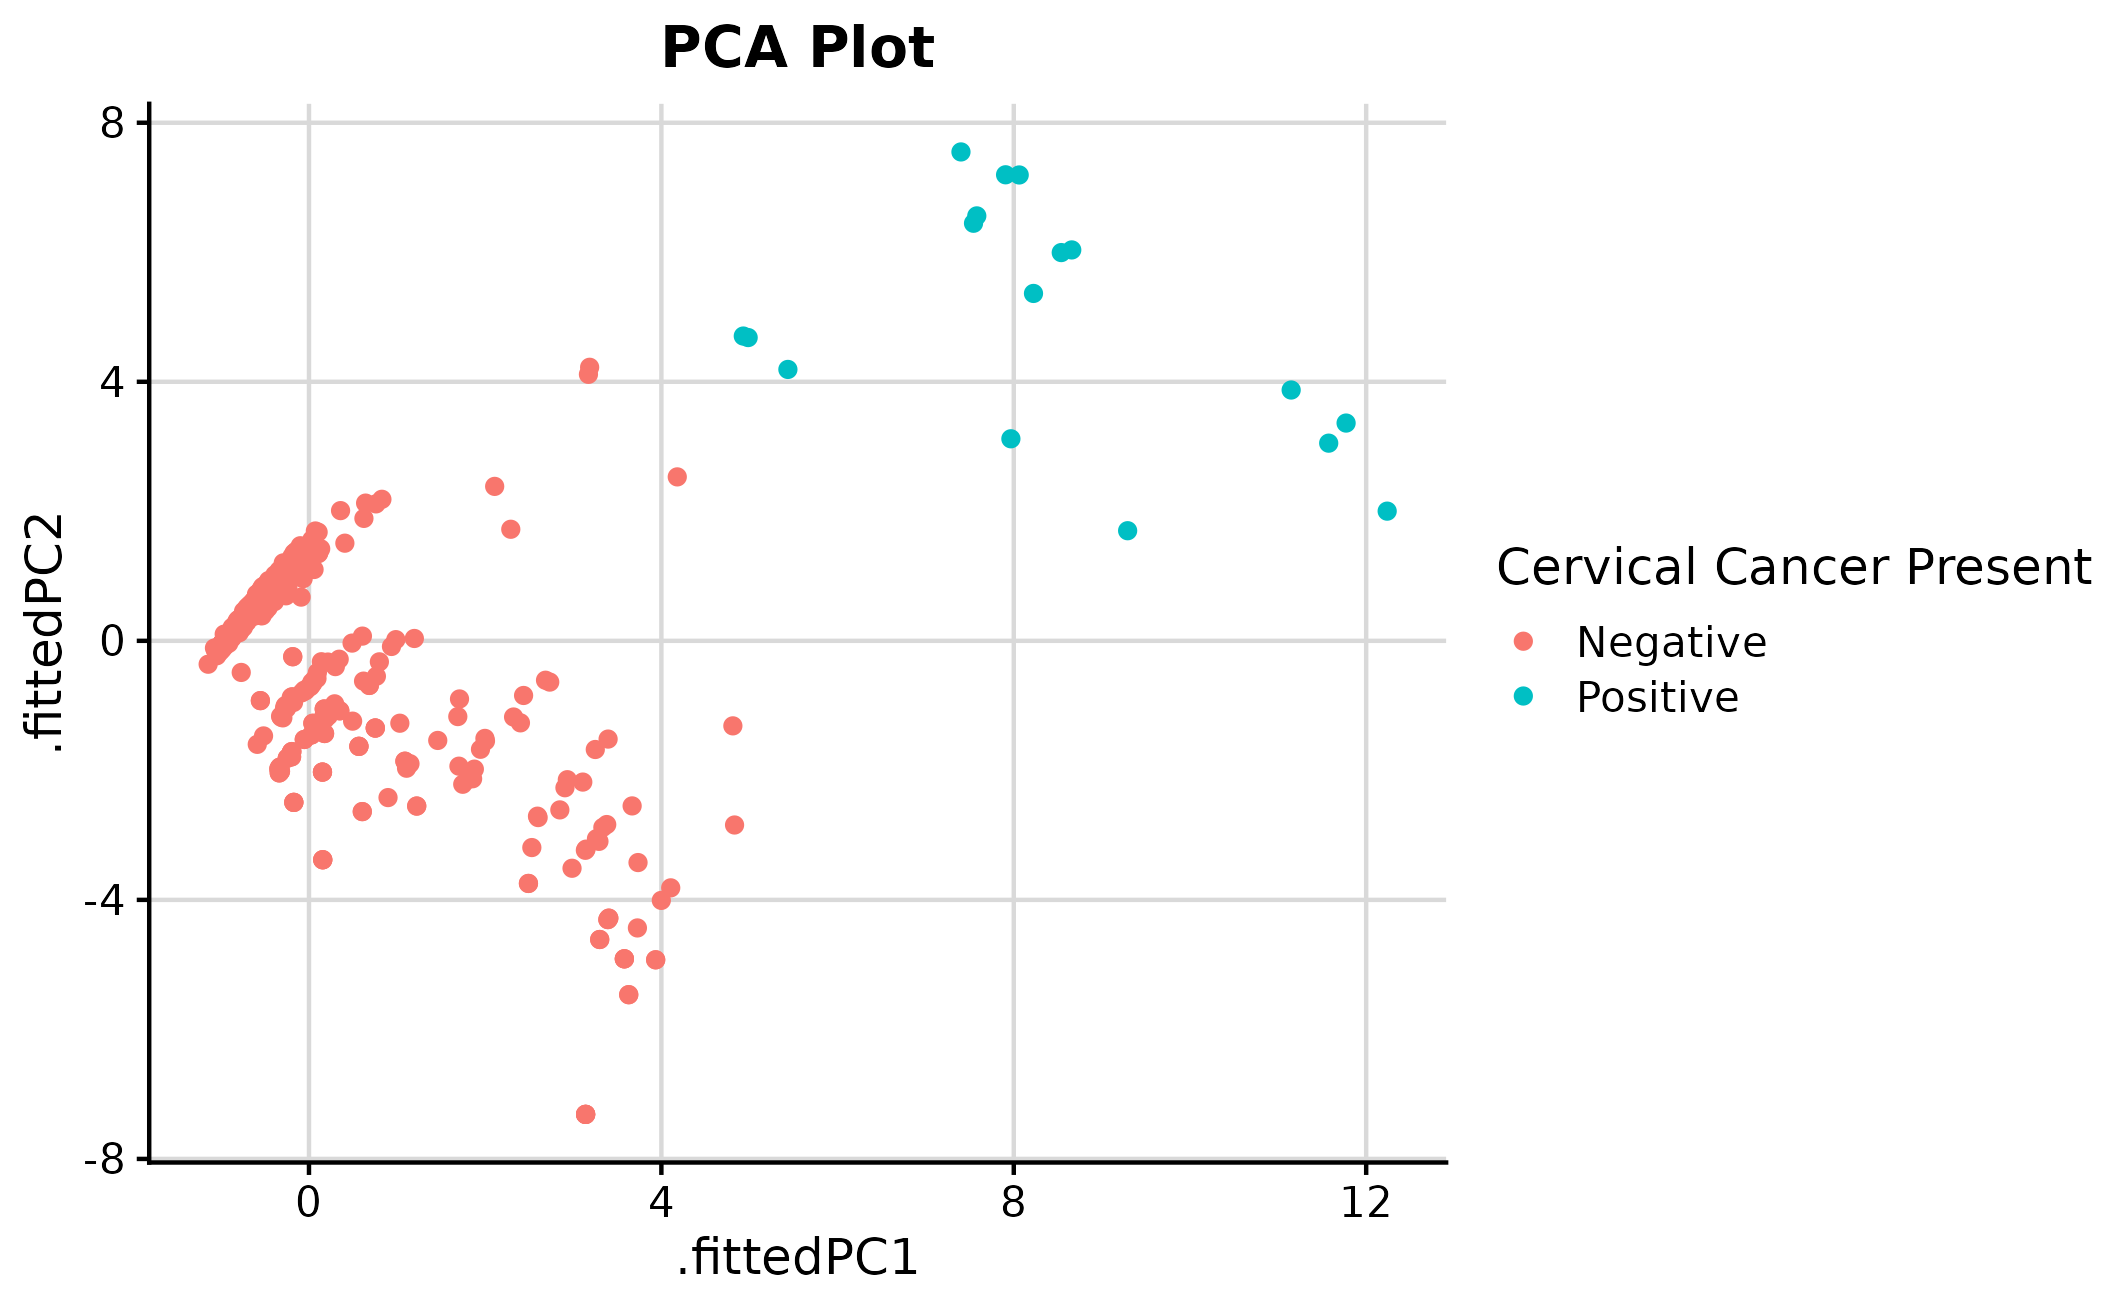 PCA Plot
8
4
0
-4
-8
.fittedPC2
0 4 8 12
.fittedPC1
Cervical Cancer Present
Negative
Positive